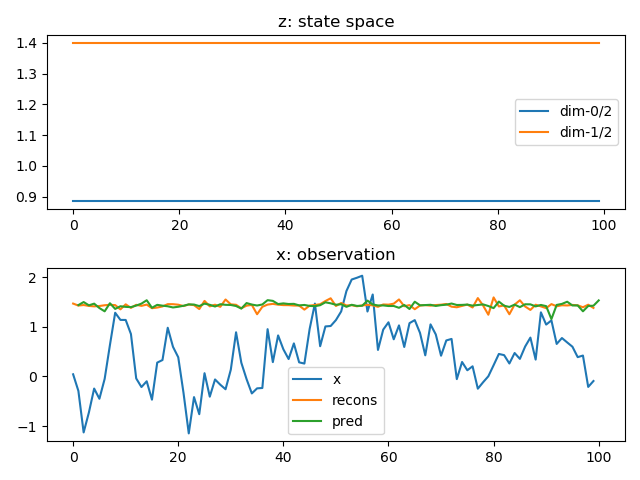 z: state space
1.4
1.3
1.2
1.1
1.0
0.9
dim-0/2
dim-1/2
0 20 40 60 80 100
x: observation
2
1
0
−1
x
recons
pred
0 20 40 60 80 100